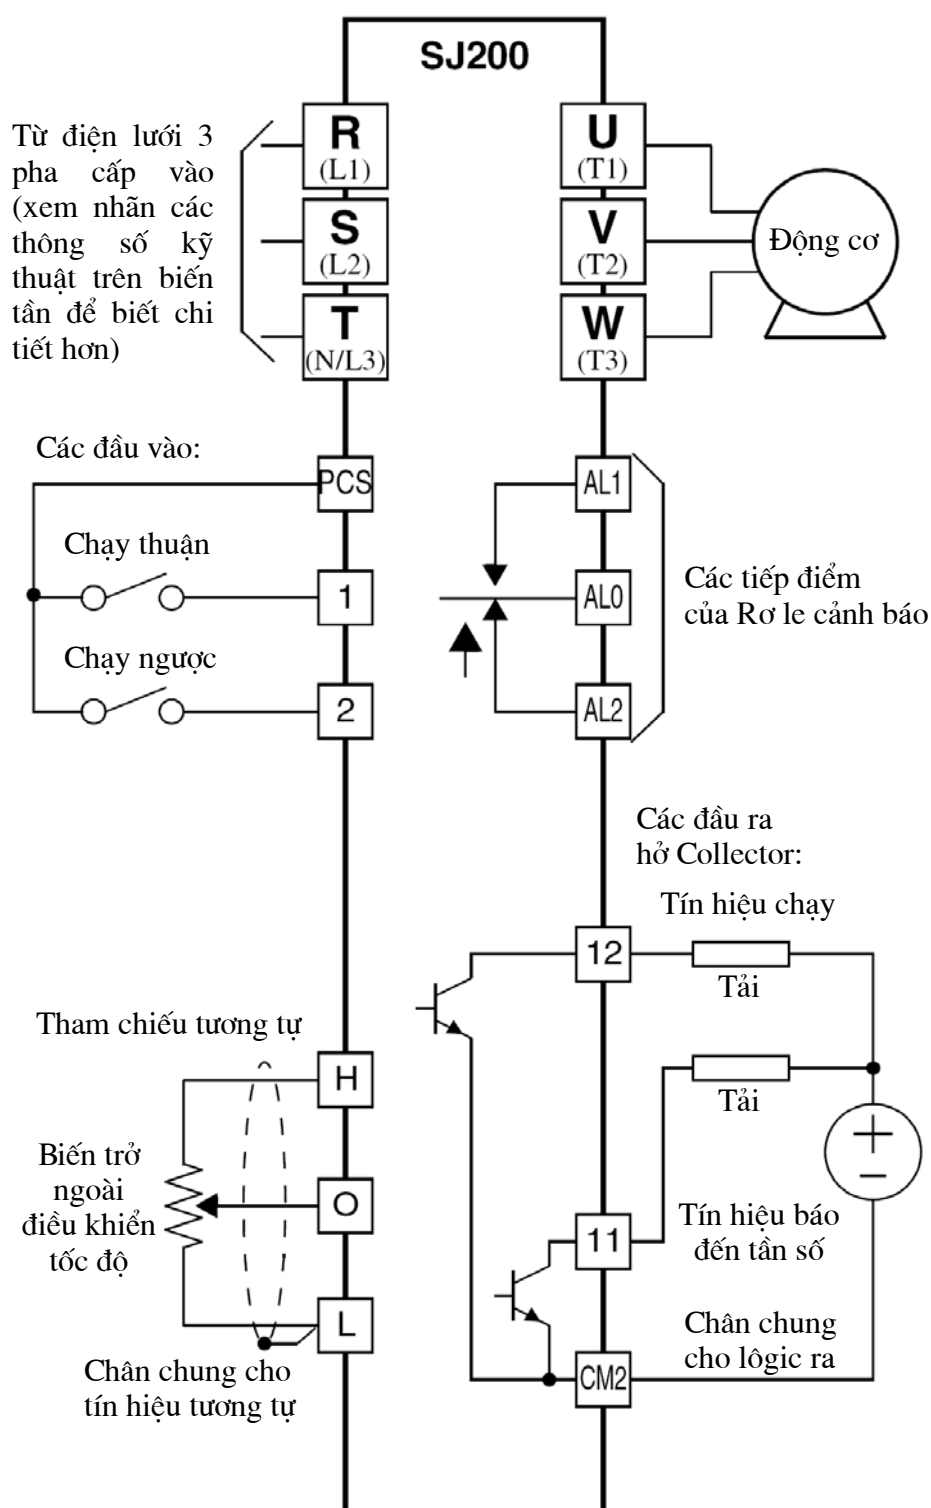 SJ200
Từ điện lưới 3
pha cấp vào
(xem nhãn các
thông số kỹ
thuật trên biến
tần để biết chi
tiết hơn)
R
(L1)
S
(L2)
T
(N/L3)
U
(T1)
V
(T2)
W
(T3)
Động cơ
Các đầu vào:
PCS
Chạy thuận
1
Chạy ngược
2
AL1
AL0
AL2
Các tiếp điểm
của Rơ le cảnh báo
Các đầu ra
hở Collector:
Tín hiệu chạy
12
Tải
Tải
Tham chiếu tương tự
H
Biến trở
ngoài
điều khiển
tốc độ
O
L
Chân chung cho
tín hiệu tương tự
+
−
11
Tín hiệu báo
đến tần số
Chân chung
cho lôgic ra
CM2